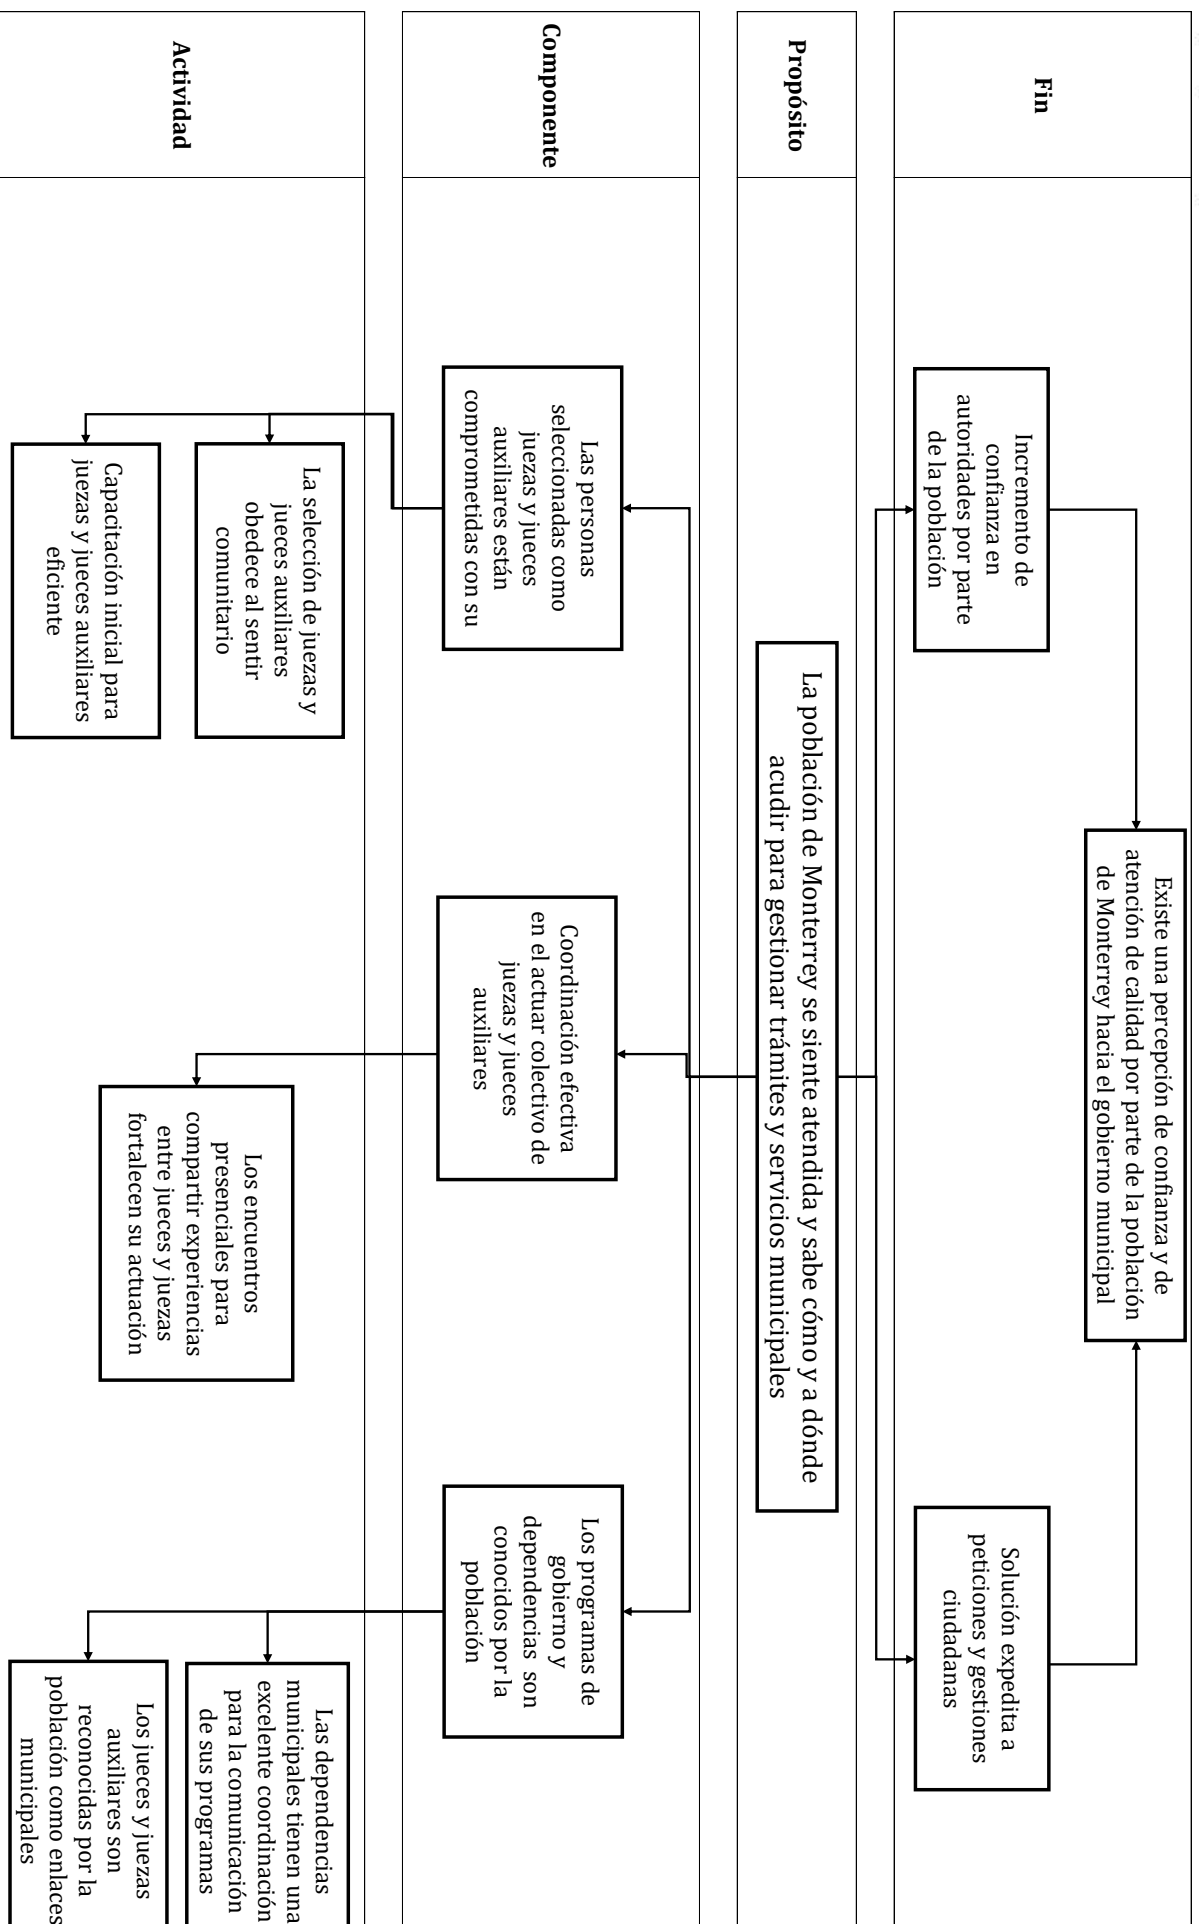 Fin
Existe una percepción de confianza y de
atención de calidad por parte de la población
de Monterrey hacia el gobierno municipal
Incremento de
confianza en
autoridades por parte
de la población
Solución expedita a
peticiones y gestiones
ciudadanas
Propósito
La población de Monterrey se siente atendida y sabe cómo y a dónde
acudir para gestionar trámites y servicios municipales
Componente
Las personas
seleccionadas como
juezas y jueces
auxiliares están
comprometidas con su
Coordinación efectiva
en el actuar colectivo de
juezas y jueces
auxiliares
Los programas de
gobierno y
dependencias son
conocidos por la
población
Actividad
La selección de juezas y
jueces auxiliares
obedece al sentir
comunitario
Capacitación inicial para
juezas y jueces auxiliares
eficiente
Los encuentros
presenciales para
compartir experiencias
entre jueces y juezas
fortalecen su actuación
Las dependencias
municipales tienen una
excelente coordinación
para la comunicación
de sus programas
Los jueces y juezas
auxiliares son
reconocidas por la
población como enlaces
municipales